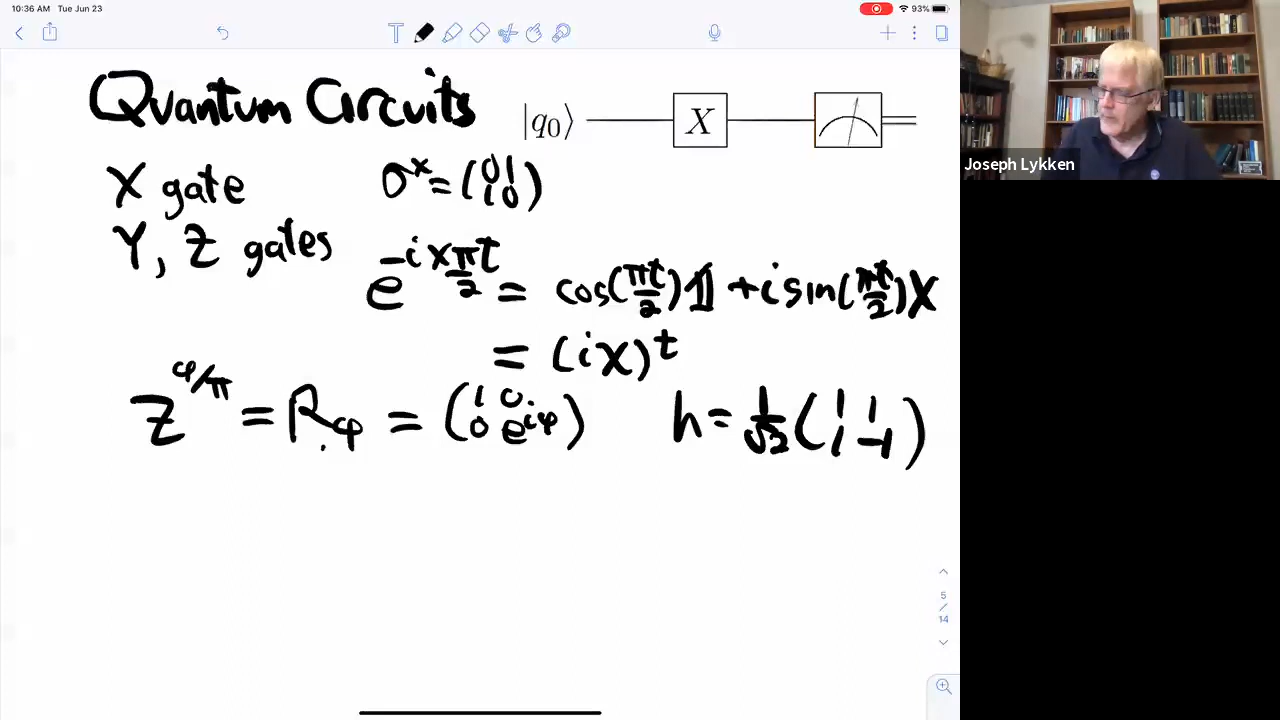 10:36 AM Tue Jun 23
93%
Quantum Circuits
|q₀⟩ X
X gate σˣ = (0 1 1 0)
Y, Z gates
e^{-iXπt/2} = cos(πt/2)𝟙 + i sin(πt/2)X
= (iX)^t
Z^{φ/π} = R_φ = (1 0 0 e^{iφ}) h = 1/√2 (1 1 1 -1)
5
/
14
Joseph Lykken